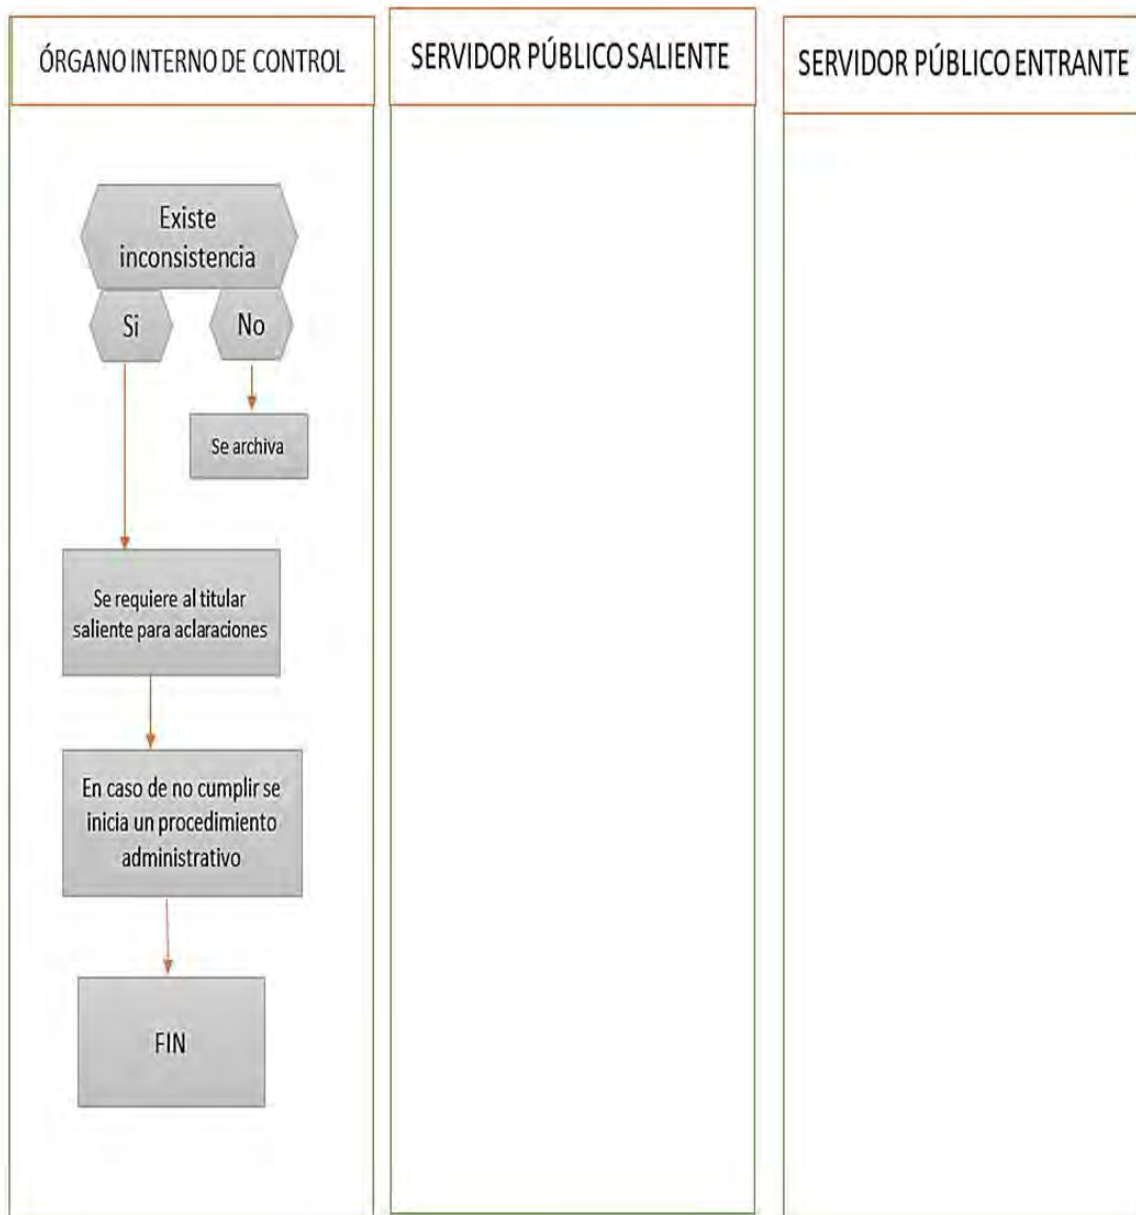 ÓRGANO INTERNO DE CONTROL
SERVIDOR PÚBLICO SALIENTE
SERVIDOR PÚBLICO ENTRANTE
Existe
inconsistencia
Si
No
Se archiva
Se requiere al titular
saliente para aclaraciones
En caso de no cumplir se
inicia un procedimiento
administrativo
FIN